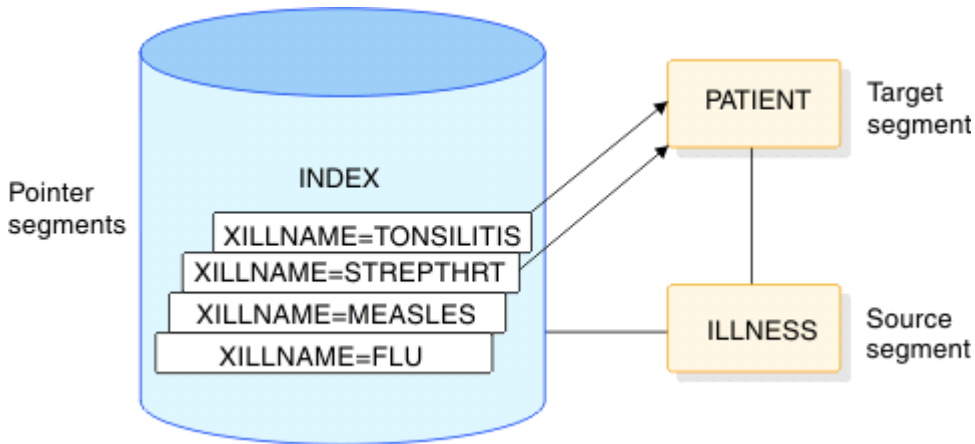 Pointer
segments
INDEX
XILLNAME=TONSILITIS
XILLNAME=STREPTHRT
XILLNAME=MEASLES
XILLNAME=FLU
PATIENT
Target
segment
ILLNESS
Source
segment